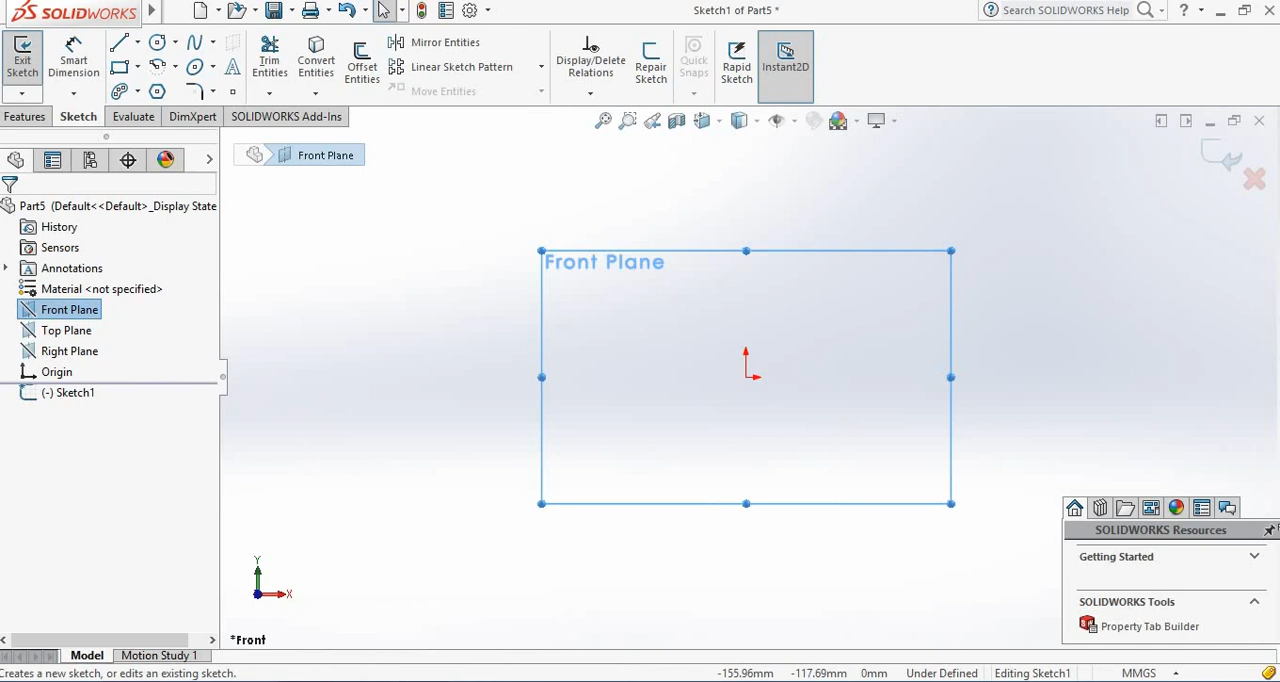 SOLIDWORKS
Sketch1 of Part5 *
Search SOLIDWORKS Help
?
Exit Sketch
Smart Dimension
Trim Entities
Convert Entities
Offset Entities
Mirror Entities
Linear Sketch Pattern
Move Entities
Display/Delete Relations
Repair Sketch
Quick Snaps
Rapid Sketch
Instant2D
Features
Sketch
Evaluate
DimXpert
SOLIDWORKS Add-Ins
Front Plane
Part5 (Default<<Default>_Display State
History
Sensors
Annotations
Material <not specified>
Front Plane
Top Plane
Right Plane
Origin
(-) Sketch1
Front Plane
Y
X
*Front
SOLIDWORKS Resources
Getting Started
SOLIDWORKS Tools
Property Tab Builder
Model
Motion Study 1
Creates a new sketch, or edits an existing sketch.
-155.96mm
-117.69mm
0mm
Under Defined
Editing Sketch1
MMGS